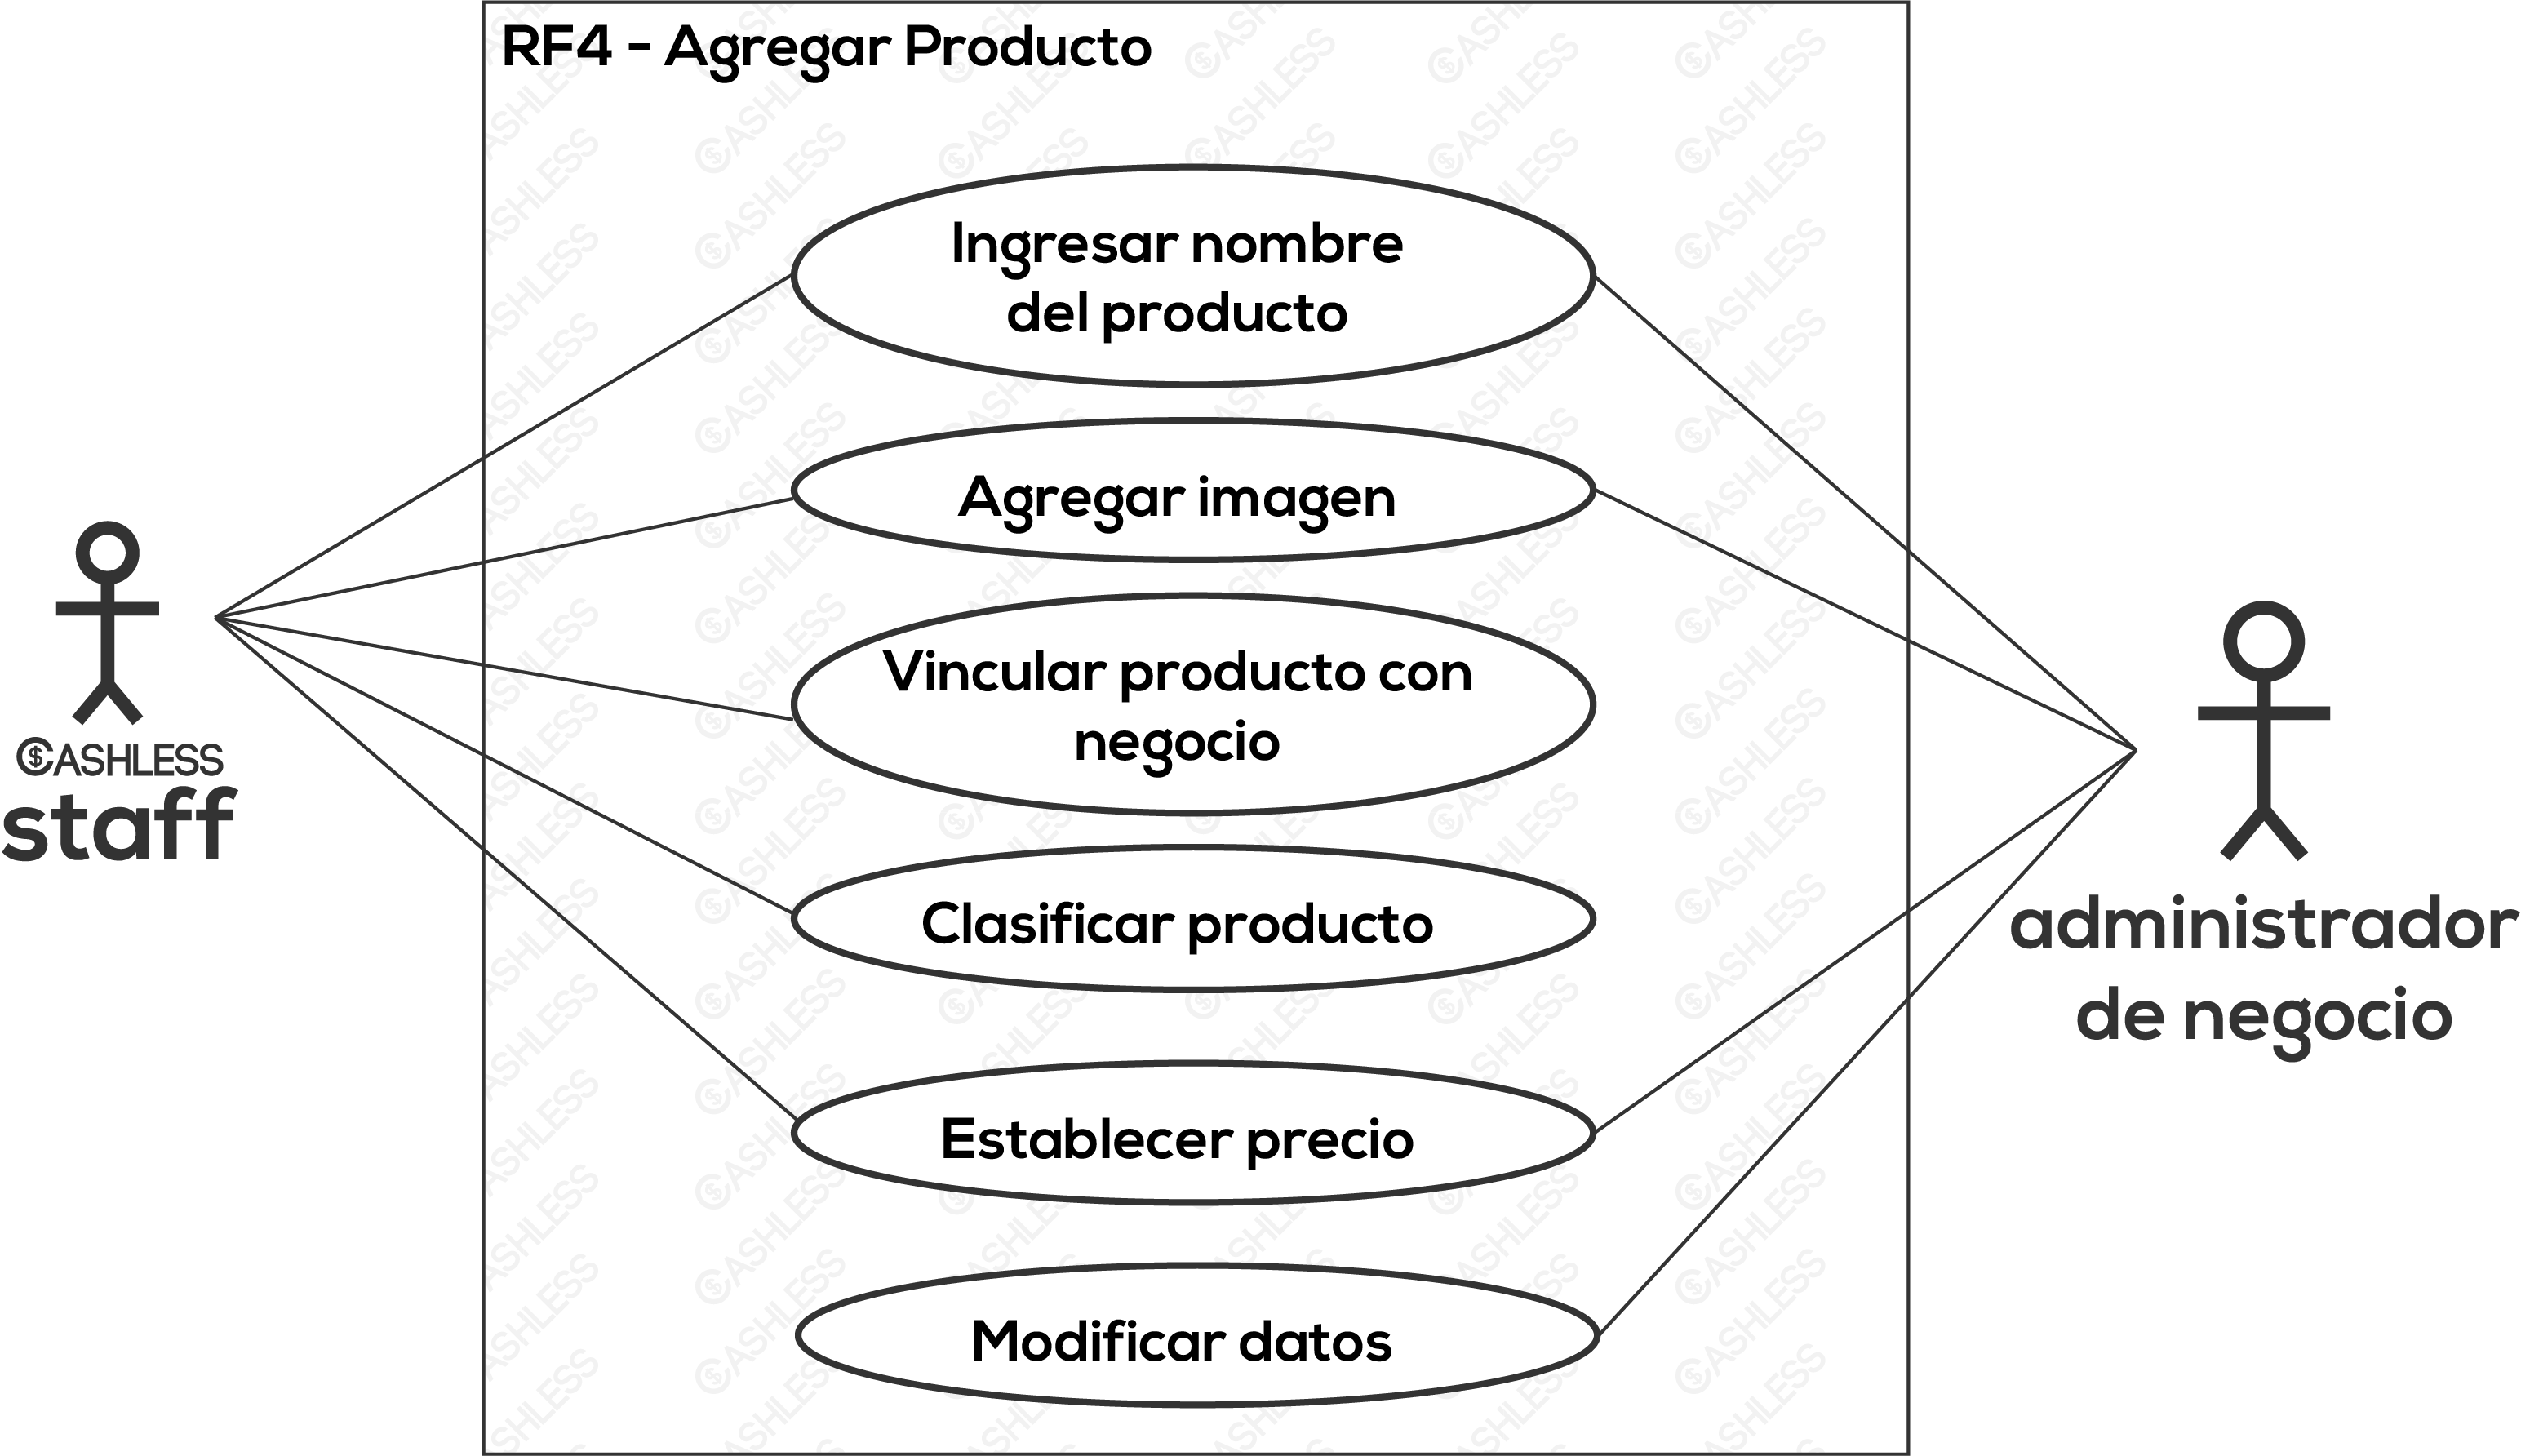 RF4 - Agregar Producto
Ingresar nombre
del producto
Agregar imagen
Vincular producto con
negocio
Clasificar producto
Establecer precio
Modificar datos
CASHLESS
staff
administrador
de negocio